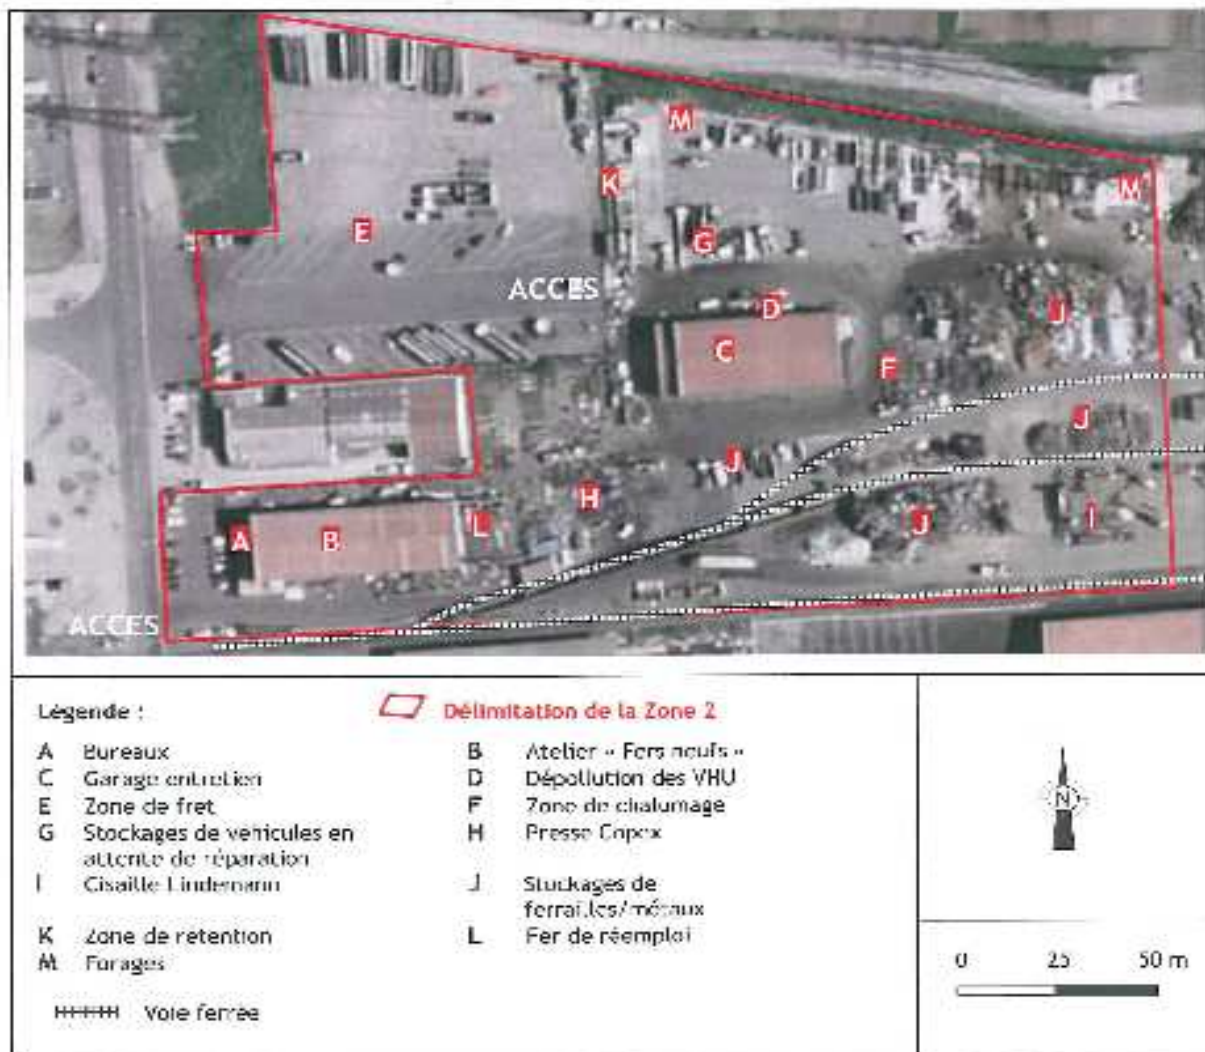 M
K
M
E
G
ACCES
D
J
C
F
J
J
H
L
J
I
A
B
ACCES
Légende :
Délimitation de la Zone 2
A Bureaux
B Atelier « Fers neufs »
C Garage entretien
D Dépollution des VHU
E Zone de fret
F Zone de chalumage
G Stockages de véhicules en
attente de réparation
H Presse Copex
I Cisaille Lindemann
J Stockages de
ferrailles/métaux
K Zone de rétention
L Fer de réemploi
M Forages
Voie ferrée
N
0 25 50 m